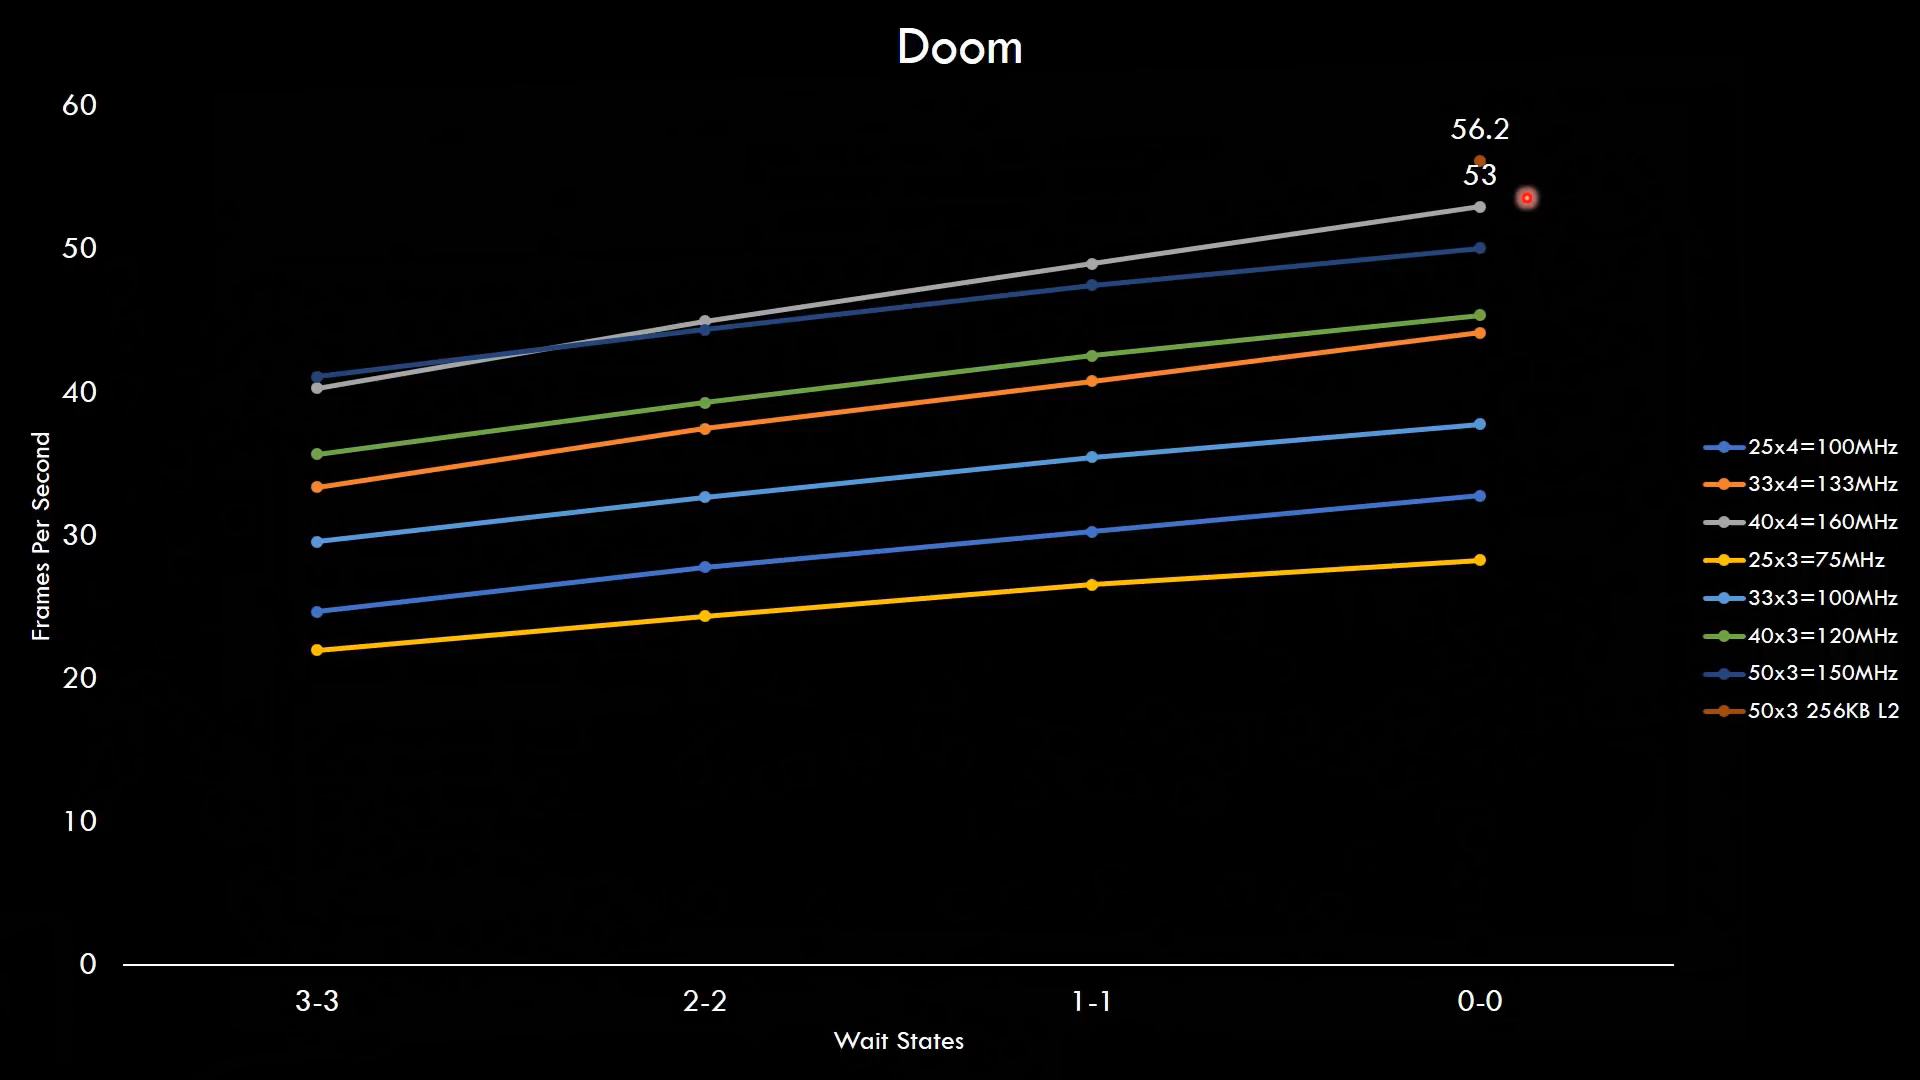 Doom
60
50
40
30
20
10
0
Frames Per Second
56.2
53
3-3
2-2
1-1
0-0
Wait States
25x4=100MHz
33x4=133MHz
40x4=160MHz
25x3=75MHz
33x3=100MHz
40x3=120MHz
50x3=150MHz
50x3 256KB L2